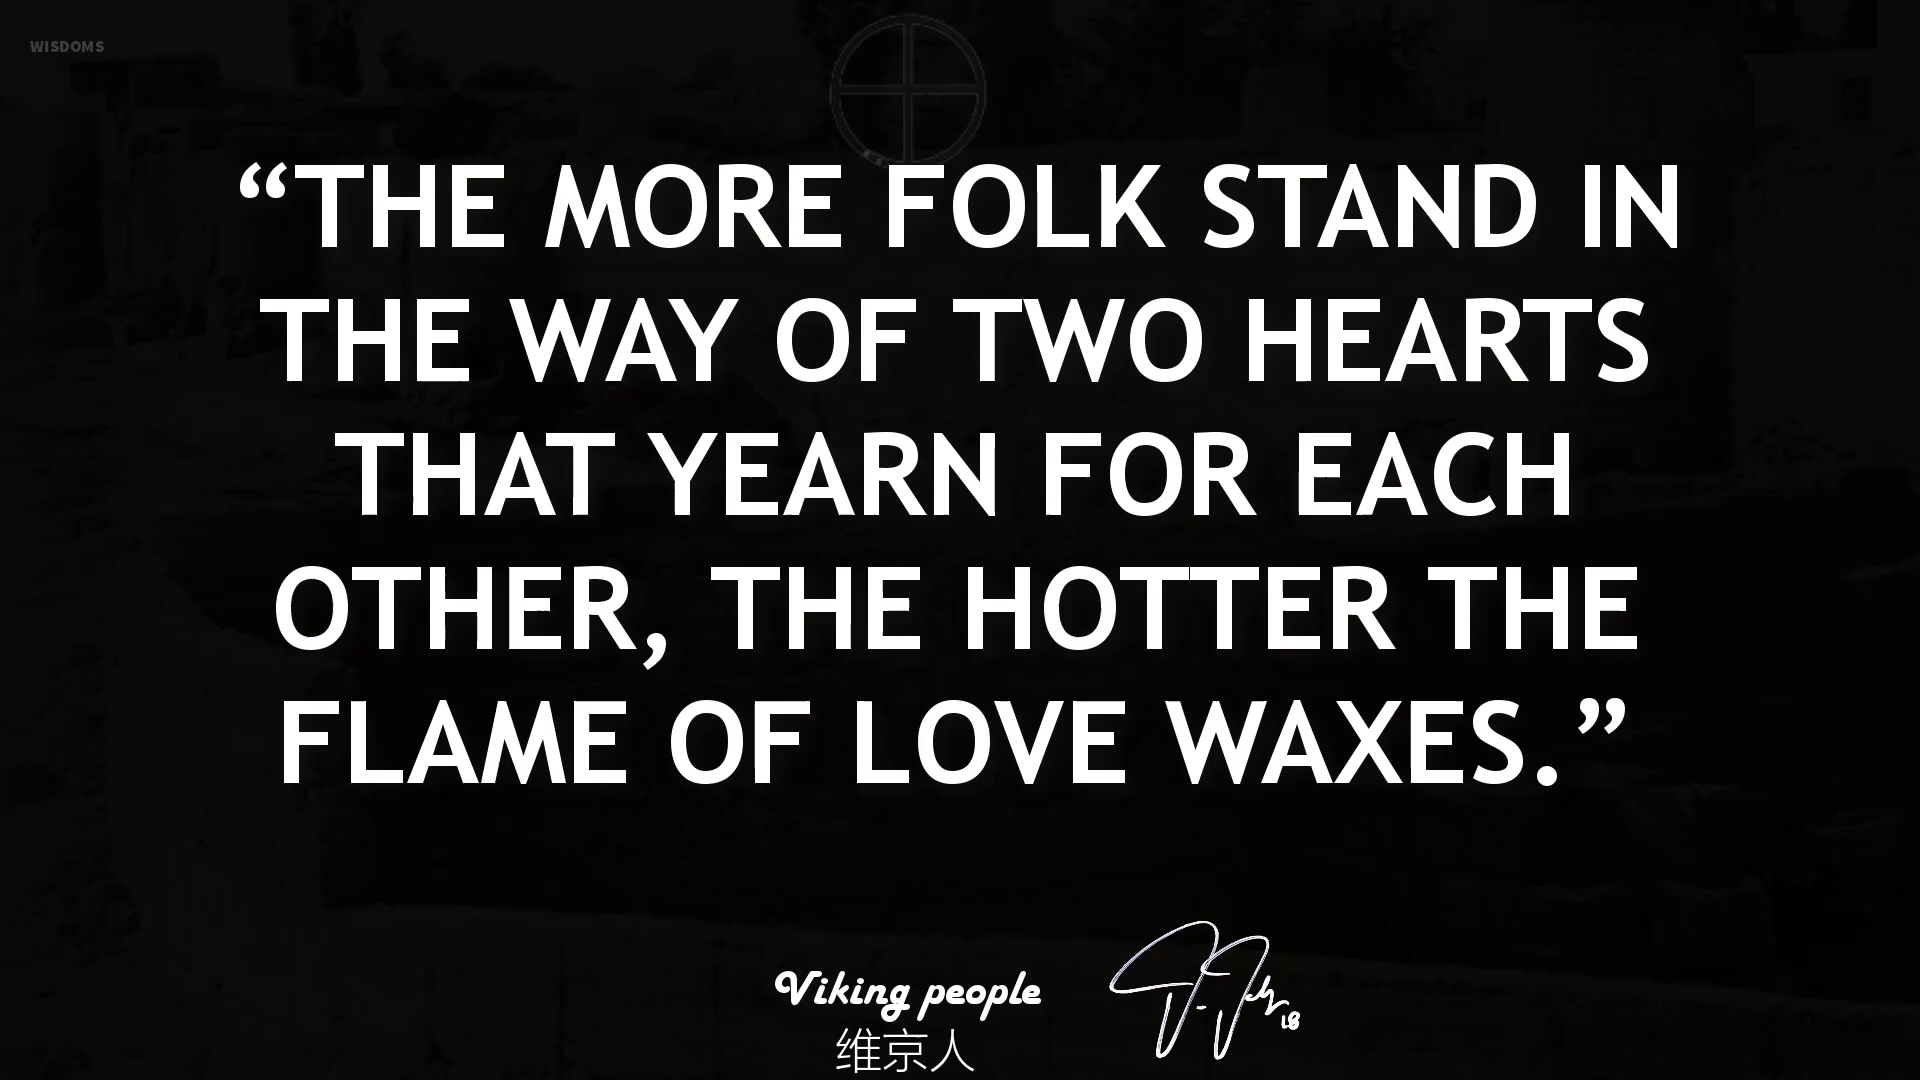 WISDOMS
“THE MORE FOLK STAND IN
THE WAY OF TWO HEARTS
THAT YEARN FOR EACH
OTHER, THE HOTTER THE
FLAME OF LOVE WAXES.”
Viking people
维京人